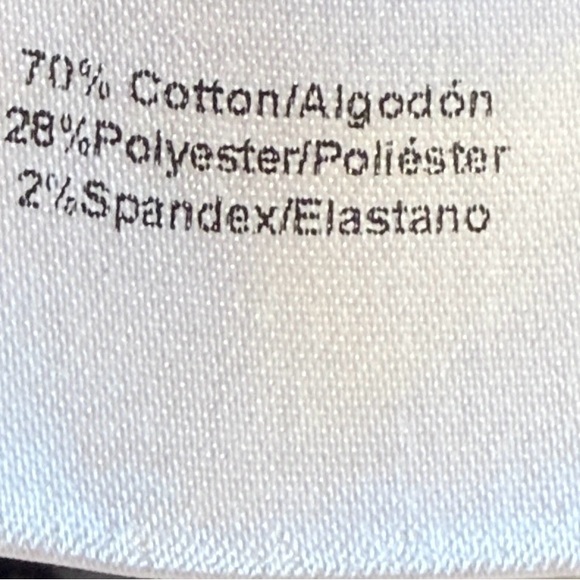 70% Cotton/Algodón
28%Polyester/Poliéster
2%Spandex/Elastano